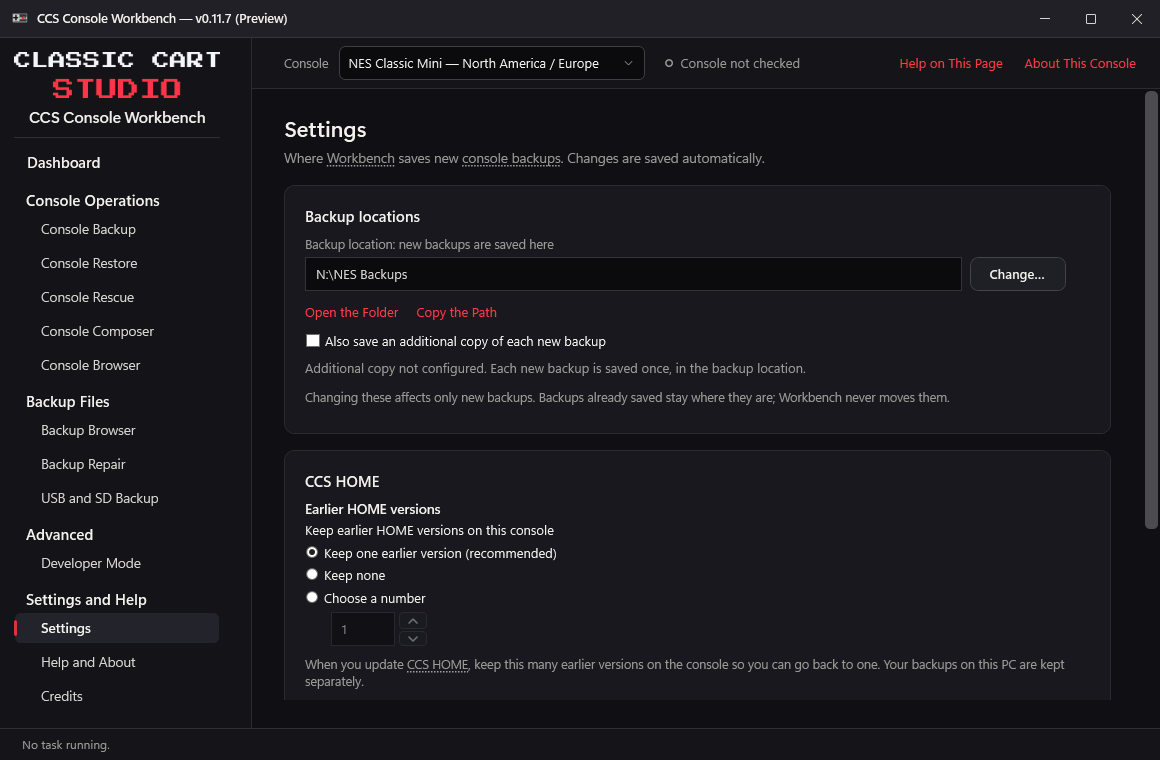 CCS Console Workbench — v0.11.7 (Preview)
CLASSIC CART
STUDIO
CCS Console Workbench
Dashboard
Console Operations
Console Backup
Console Restore
Console Rescue
Console Composer
Console Browser
Backup Files
Backup Browser
Backup Repair
USB and SD Backup
Advanced
Developer Mode
Settings and Help
Settings
Help and About
Credits
Console NES Classic Mini — North America / Europe Console not checked Help on This Page About This Console
Settings
Where Workbench saves new console backups. Changes are saved automatically.
Backup locations
Backup location: new backups are saved here
N:\NES Backups Change...
Open the Folder Copy the Path
Also save an additional copy of each new backup
Additional copy not configured. Each new backup is saved once, in the backup location.
Changing these affects only new backups. Backups already saved stay where they are; Workbench never moves them.
CCS HOME
Earlier HOME versions
Keep earlier HOME versions on this console
Keep one earlier version (recommended)
Keep none
Choose a number
1
When you update CCS HOME, keep this many earlier versions on the console so you can go back to one. Your backups on this PC are kept
separately.
No task running.